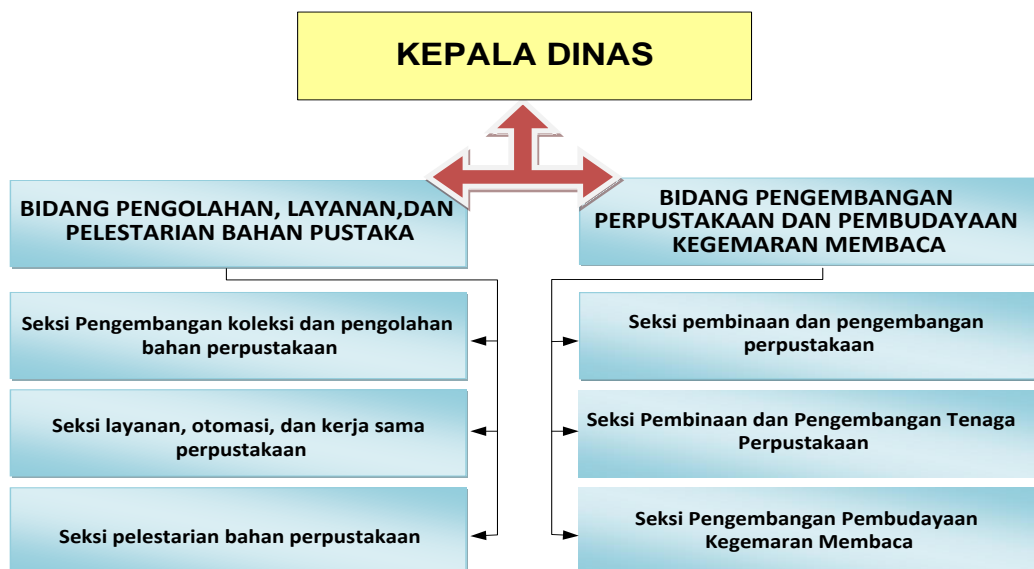 KEPALA DINAS
BIDANG PENGOLAHAN, LAYANAN,DAN
PELESTARIAN BAHAN PUSTAKA
Seksi Pengembangan koleksi dan pengolahan
bahan perpustakaan
Seksi layanan, otomasi, dan kerja sama
perpustakaan
Seksi pelestarian bahan perpustakaan
BIDANG PENGEMBANGAN
PERPUSTAKAAN DAN PEMBUDAYAAN
KEGEMARAN MEMBACA
Seksi pembinaan dan pengembangan
perpustakaan
Seksi Pembinaan dan Pengembangan Tenaga
Perpustakaan
Seksi Pengembangan Pembudayaan
Kegemaran Membaca